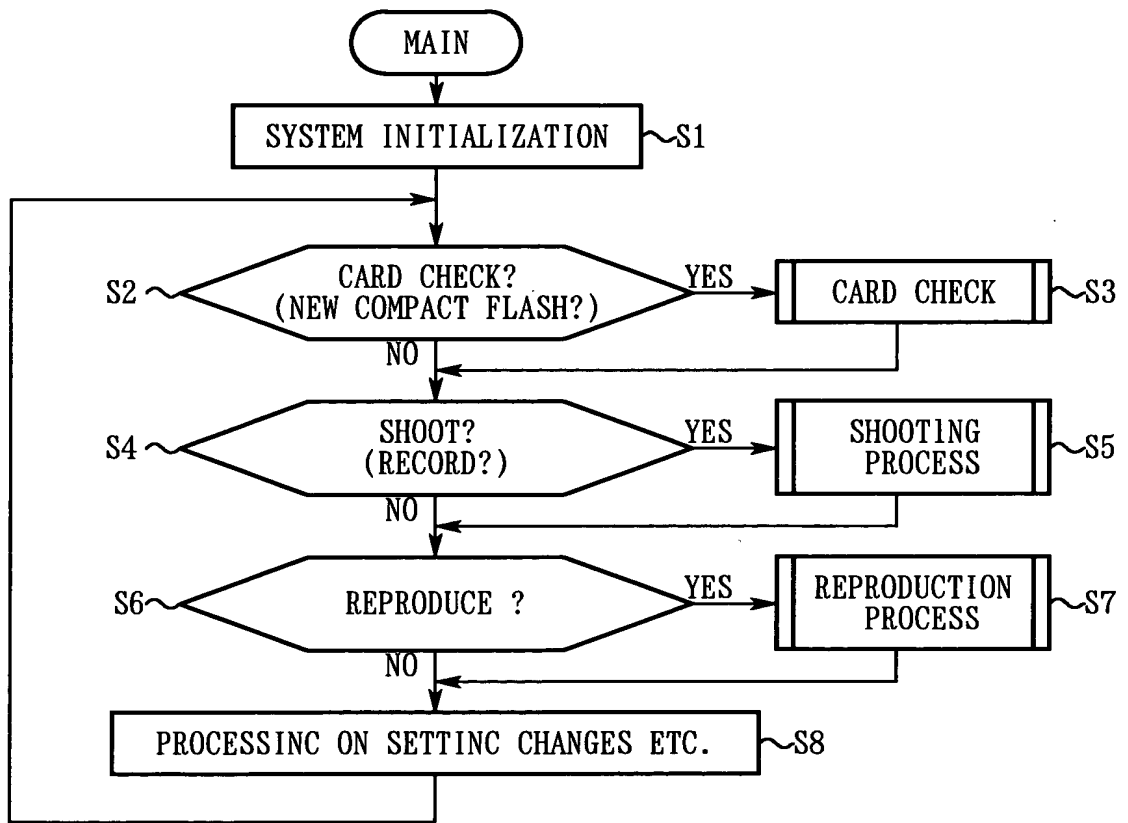 MAIN
SYSTEM INITIALIZATION
S1
S2
CARD CHECK?
(NEW COMPACT FLASH?)
YES
CARD CHECK
S3
NO
S4
SHOOT?
(RECORD?)
YES
SHOOTING
PROCESS
S5
NO
S6
REPRODUCE ?
YES
REPRODUCTION
PROCESS
S7
NO
PROCESSINC ON SETTINC CHANGES ETC.
S8